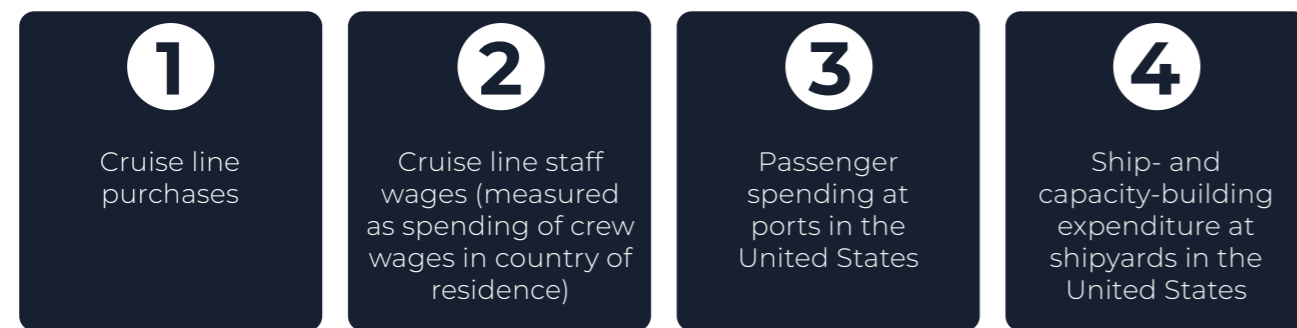 1
Cruise line
purchases
2
Cruise line staff
wages (measured
as spending of crew
wages in country of
residence)
3
Passenger
spending at
ports in the
United States
4
Ship- and
capacity-building
expenditure at
shipyards in the
United States